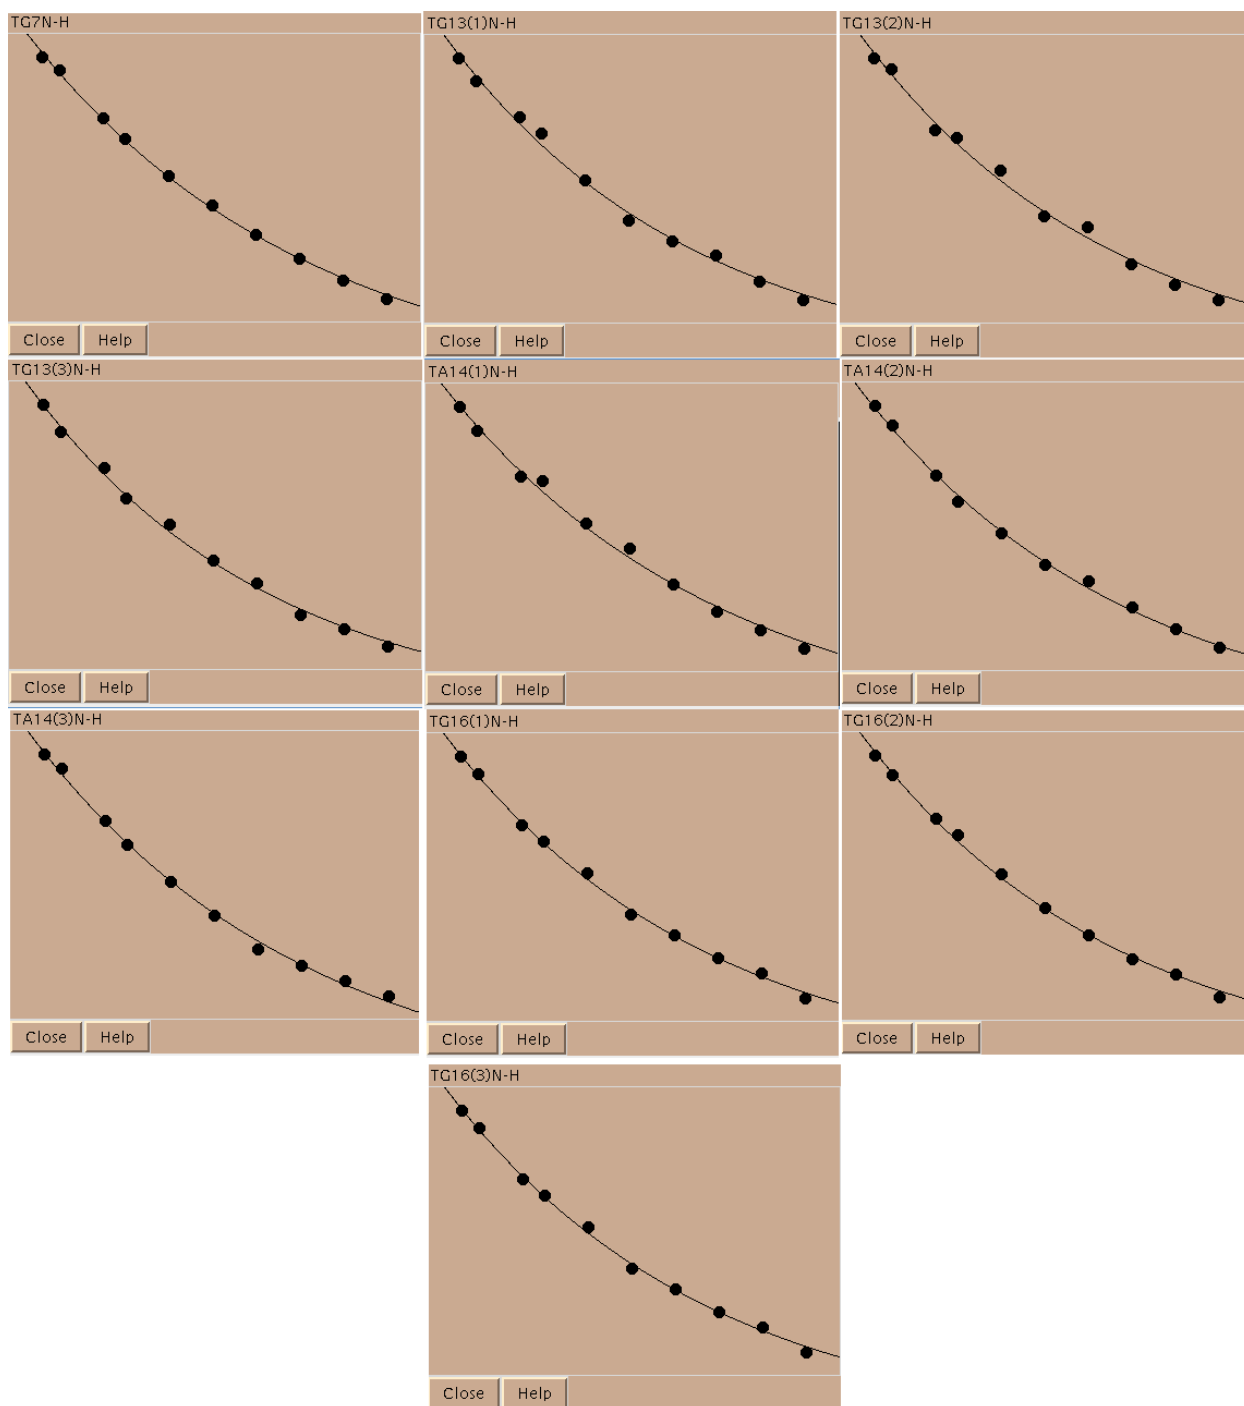 TG7N-H
TG13(1)N-H
TG13(2)N-H
Close Help
Close Help
Close Help
TG13(3)N-H
TA14(1)N-H
TA14(2)N-H
Close Help
Close Help
Close Help
TA14(3)N-H
TG16(1)N-H
TG16(2)N-H
Close Help
Close Help
Close Help
TG16(3)N-H
Close Help